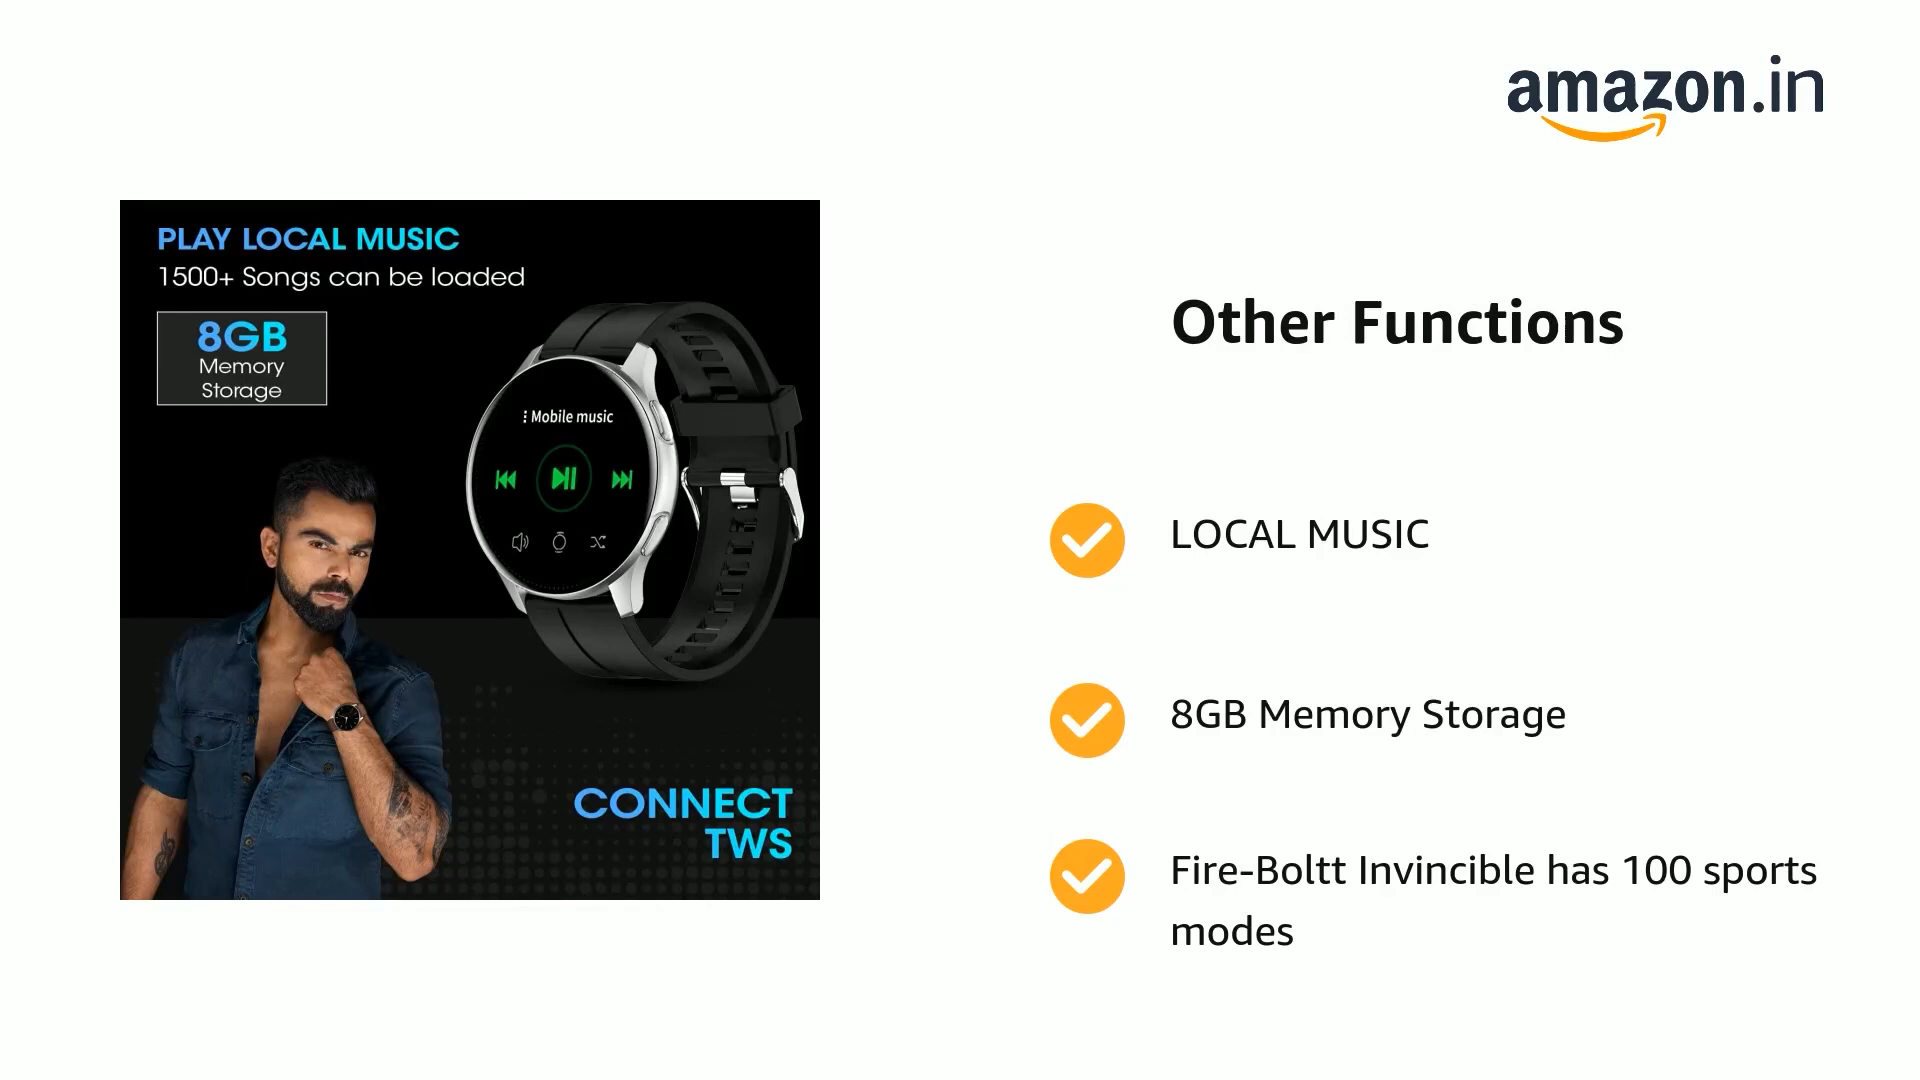 amazon.in
PLAY LOCAL MUSIC
1500+ Songs can be loaded
8GB
Memory
Storage
Mobile music
CONNECT
TWS
Other Functions
LOCAL MUSIC
8GB Memory Storage
Fire-Boltt Invincible has 100 sports
modes